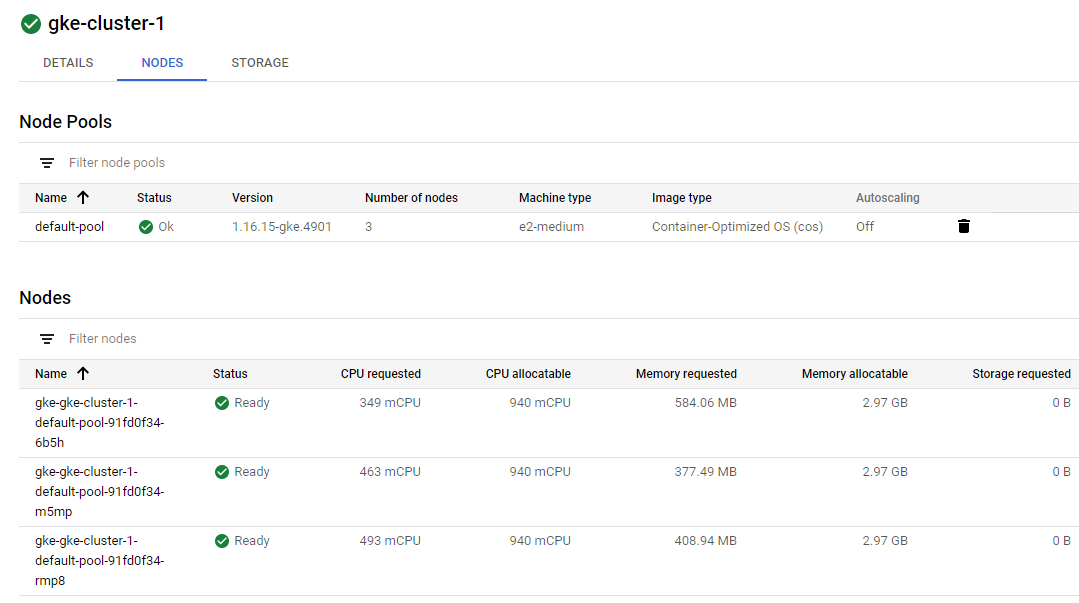 gke-cluster-1
DETAILS NODES STORAGE
Node Pools
Filter node pools
Name Status Version Number of nodes Machine type Image type Autoscaling
default-pool Ok 1.16.15-gke.4901 3 e2-medium Container-Optimized OS (cos) Off
Nodes
Filter nodes
Name Status CPU requested CPU allocatable Memory requested Memory allocatable Storage requested
gke-gke-cluster-1- Ready 349 mCPU 940 mCPU 584.06 MB 2.97 GB 0 B
default-pool-91fd0f34-
6b5h
gke-gke-cluster-1- Ready 463 mCPU 940 mCPU 377.49 MB 2.97 GB 0 B
default-pool-91fd0f34-
m5mp
gke-gke-cluster-1- Ready 493 mCPU 940 mCPU 408.94 MB 2.97 GB 0 B
default-pool-91fd0f34-
rmp8